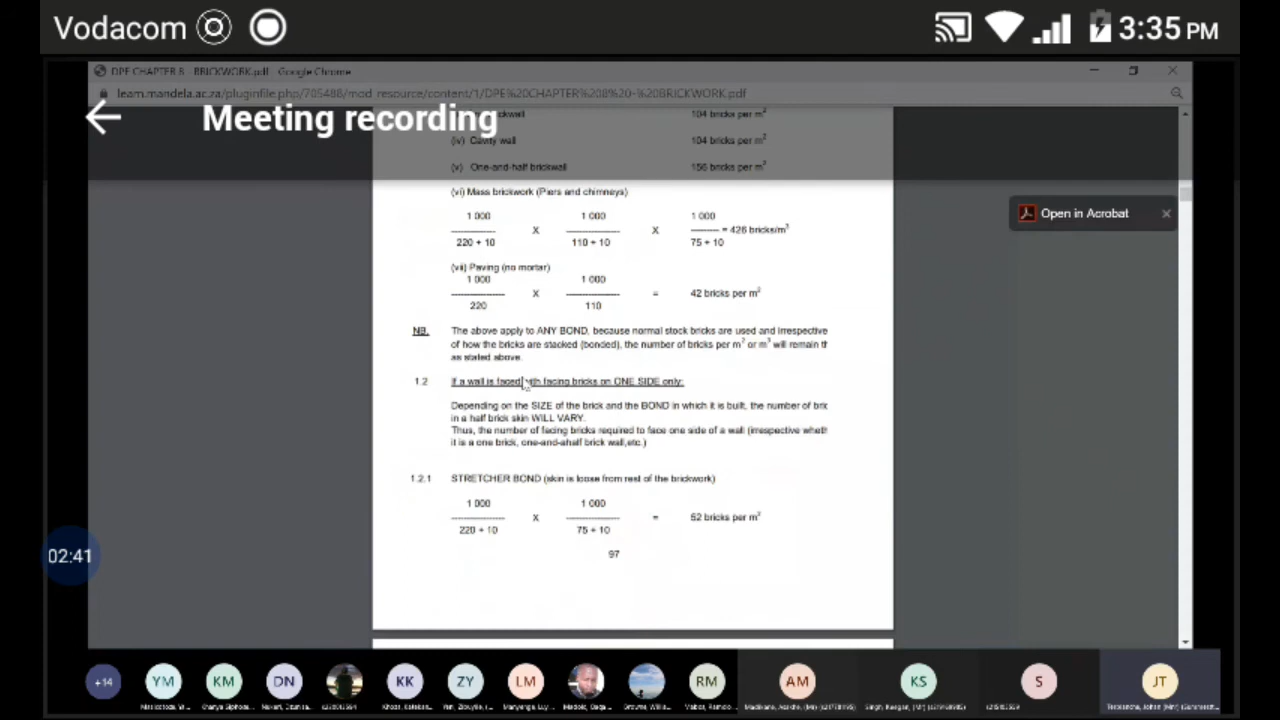 Vodacom
3:35 PM
DPE CHAPTER 8 - BRICKWORK.pdf - Google Chrome
learn.mandela.ac.za/pluginfile.php/705488/mod_resource/content/1/DPE%20CHAPTER%208%20-%20BRICKWORK.pdf
Meeting recording
104 bricks per m²
(iv) Cavity wall 104 bricks per m²
(v) One-and-half brickwall 156 bricks per m²
(vi) Mass brickwork (Piers and chimneys)
1 000 1 000 1 000
X X = 426 bricks/m³
220 + 10 110 + 10 75 + 10
(vii) Paving (no mortar)
1 000 1 000
X = 42 bricks per m²
220 110
NB. The above apply to ANY BOND, because normal stock bricks are used and irrespective
of how the bricks are stacked (bonded), the number of bricks per m² or m³ will remain th
as stated above.
1.2 If a wall is faced with facing bricks on ONE SIDE only:
Depending on the SIZE of the brick and the BOND in which it is built, the number of bric
in a half brick skin WILL VARY.
Thus, the number of facing bricks required to face one side of a wall (irrespective wheth
it is a one brick, one-and-ahalf brick wall,etc.)
1.2.1 STRETCHER BOND (skin is loose from rest of the brickwork)
1 000 1 000
X = 52 bricks per m²
220 + 10 75 + 10
97
Open in Acrobat
02:41
+14 YM KM DN KK ZY LM RM AM KS S JT